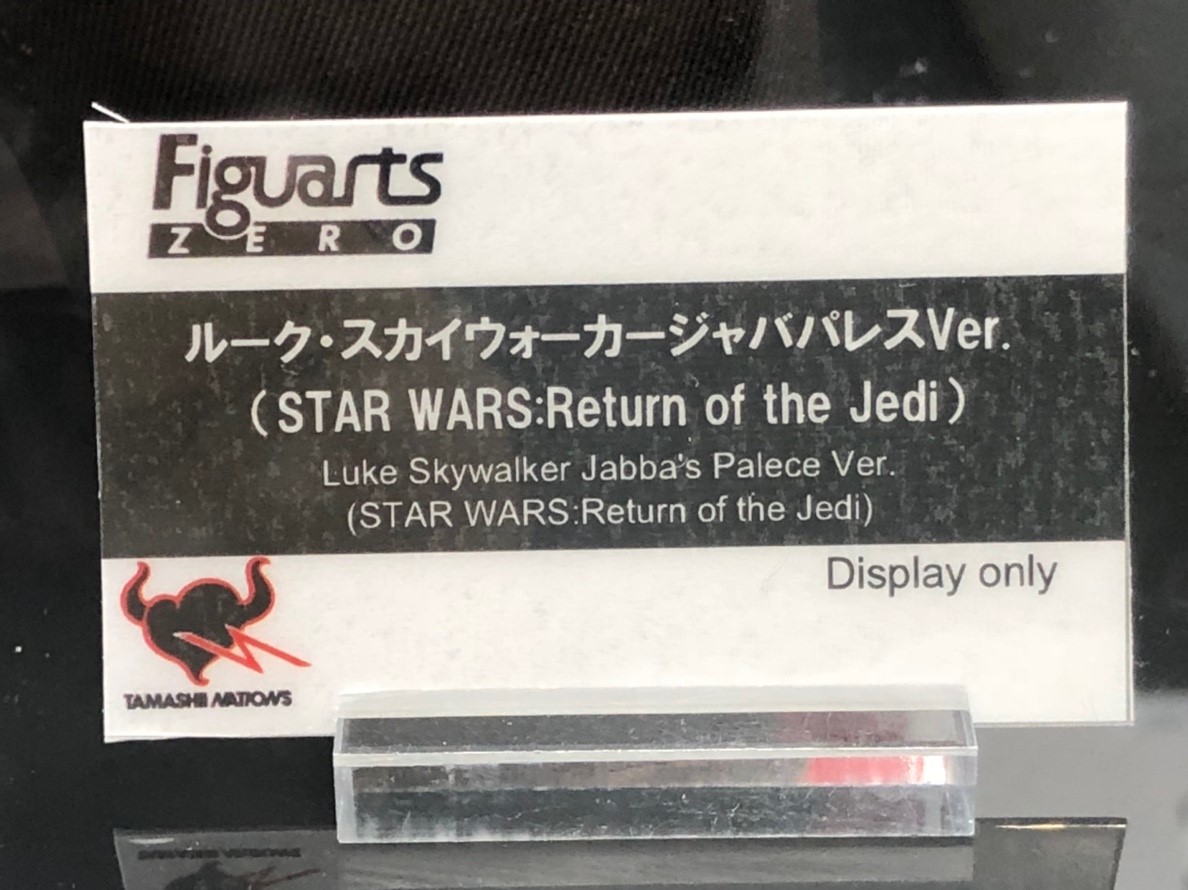 Figuarts
ZERO
ルーク・スカイウォーカージャバパレスVer.
(STAR WARS:Return of the Jedi)
Luke Skywalker Jabba's Palece Ver.
(STAR WARS:Return of the Jedi)
Display only
TAMASHII NATIONS